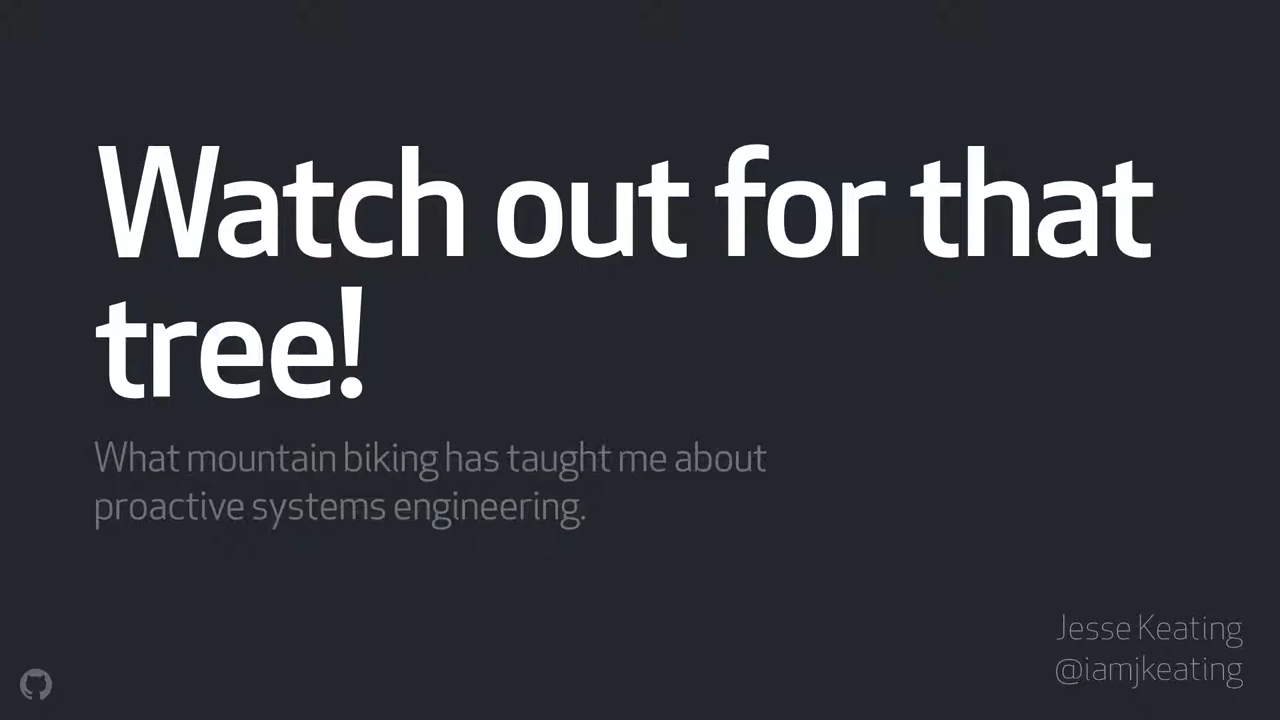 Watch out for that
tree!
What mountain biking has taught me about
proactive systems engineering.
Jesse Keating
@iamjkeating